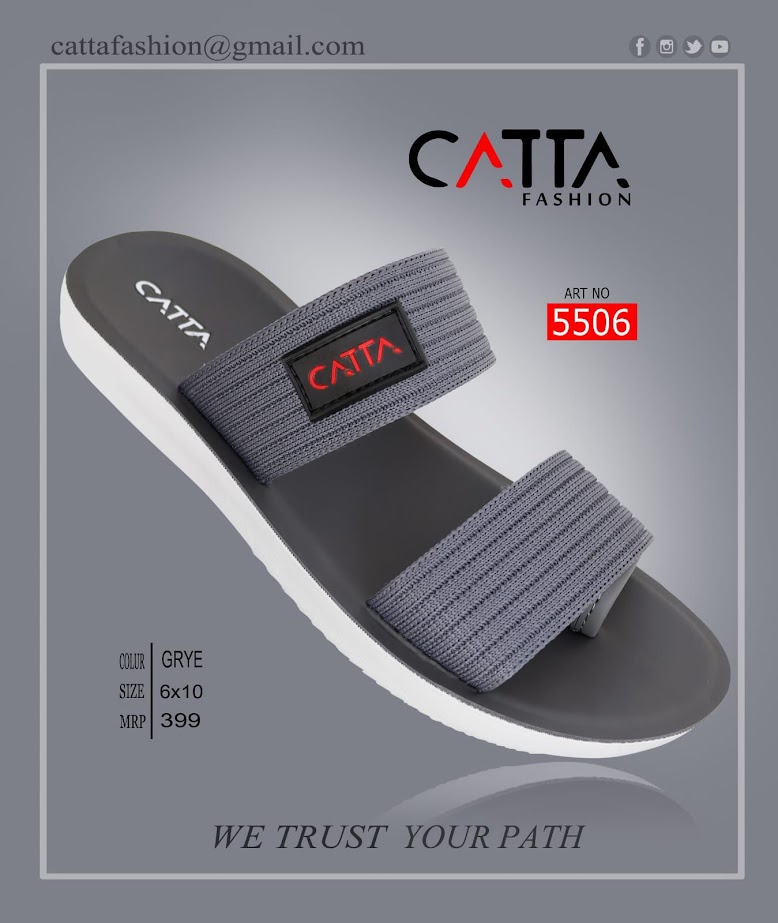 cattafashion@gmail.com
CATTA
FASHION
ART NO
5506
CATTA
CATTA
COLUR GRYE
SIZE 6x10
MRP 399
WE TRUST YOUR PATH